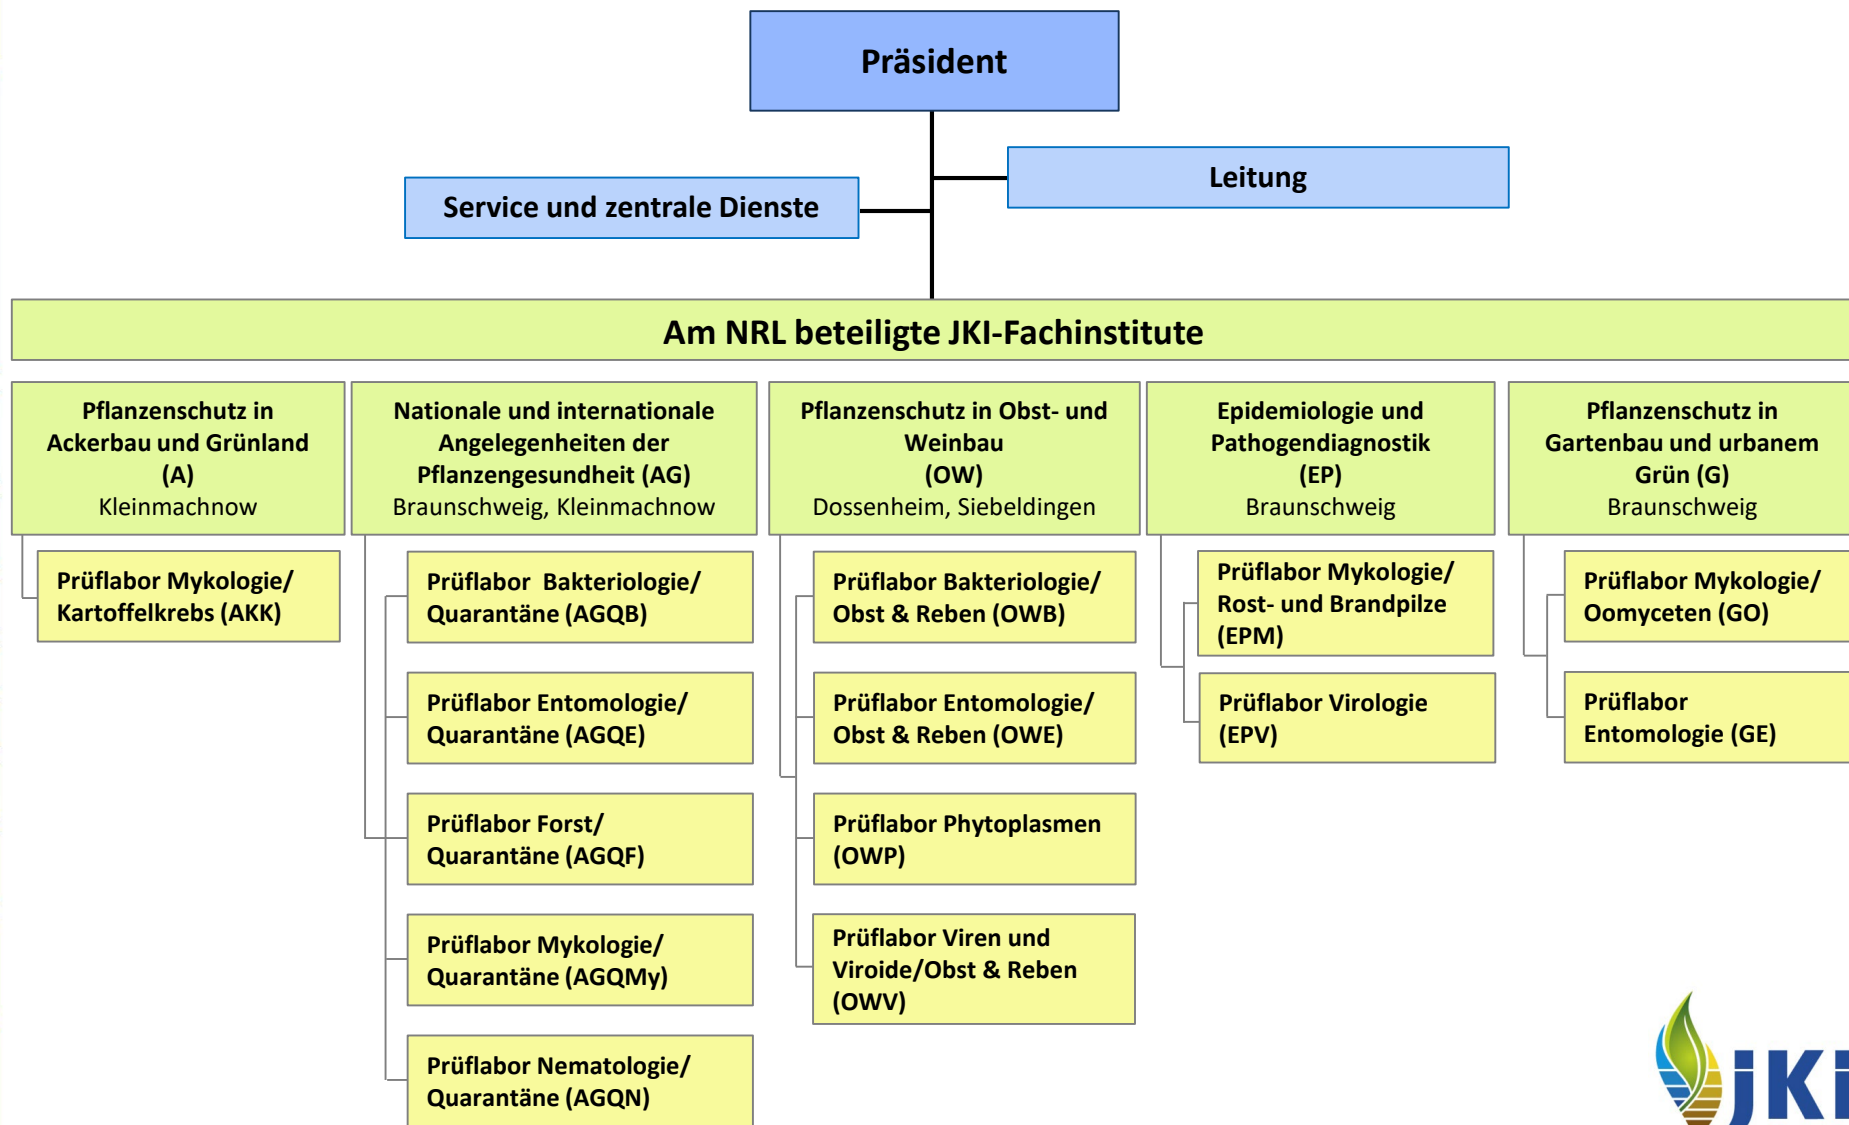 Präsident
Leitung
Service und zentrale Dienste
Am NRL beteiligte JKI-Fachinstitute
Pflanzenschutz in
Ackerbau und Grünland
(A)
Kleinmachnow
Prüflabor Mykologie/
Kartoffelkrebs (AKK)
Nationale und internationale
Angelegenheiten der
Pflanzengesundheit (AG)
Braunschweig, Kleinmachnow
Prüflabor Bakteriologie/
Quarantäne (AGQB)
Prüflabor Entomologie/
Quarantäne (AGQE)
Prüflabor Forst/
Quarantäne (AGQF)
Prüflabor Mykologie/
Quarantäne (AGQMy)
Prüflabor Nematologie/
Quarantäne (AGQN)
Pflanzenschutz in Obst- und
Weinbau
(OW)
Dossenheim, Siebeldingen
Prüflabor Bakteriologie/
Obst & Reben (OWB)
Prüflabor Entomologie/
Obst & Reben (OWE)
Prüflabor Phytoplasmen
(OWP)
Prüflabor Viren und
Viroide/Obst & Reben
(OWV)
Epidemiologie und
Pathogendiagnostik
(EP)
Braunschweig
Prüflabor Mykologie/
Rost- und Brandpilze
(EPM)
Prüflabor Virologie
(EPV)
Pflanzenschutz in
Gartenbau und urbanem
Grün (G)
Braunschweig
Prüflabor Mykologie/
Oomyceten (GO)
Prüflabor
Entomologie (GE)
JKi